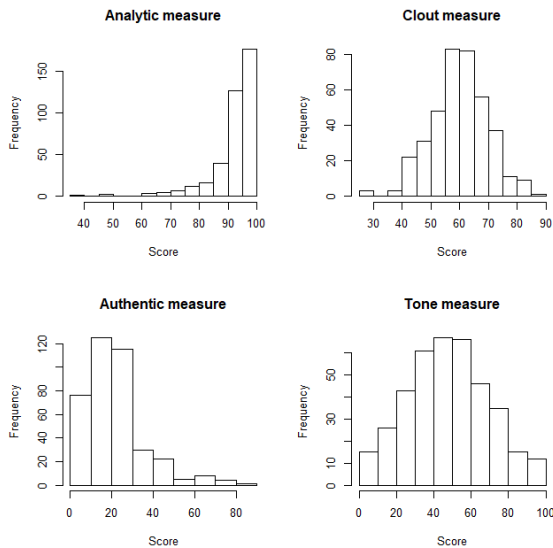 Analytic measure
Frequency
0 50 100 150
40 50 60 70 80 90 100
Score
Clout measure
Frequency
0 20 40 60 80
30 40 50 60 70 80 90
Score
Authentic measure
Frequency
0 20 40 60 80 120
0 20 40 60 80
Score
Tone measure
Frequency
0 10 30 50
0 20 40 60 80 100
Score